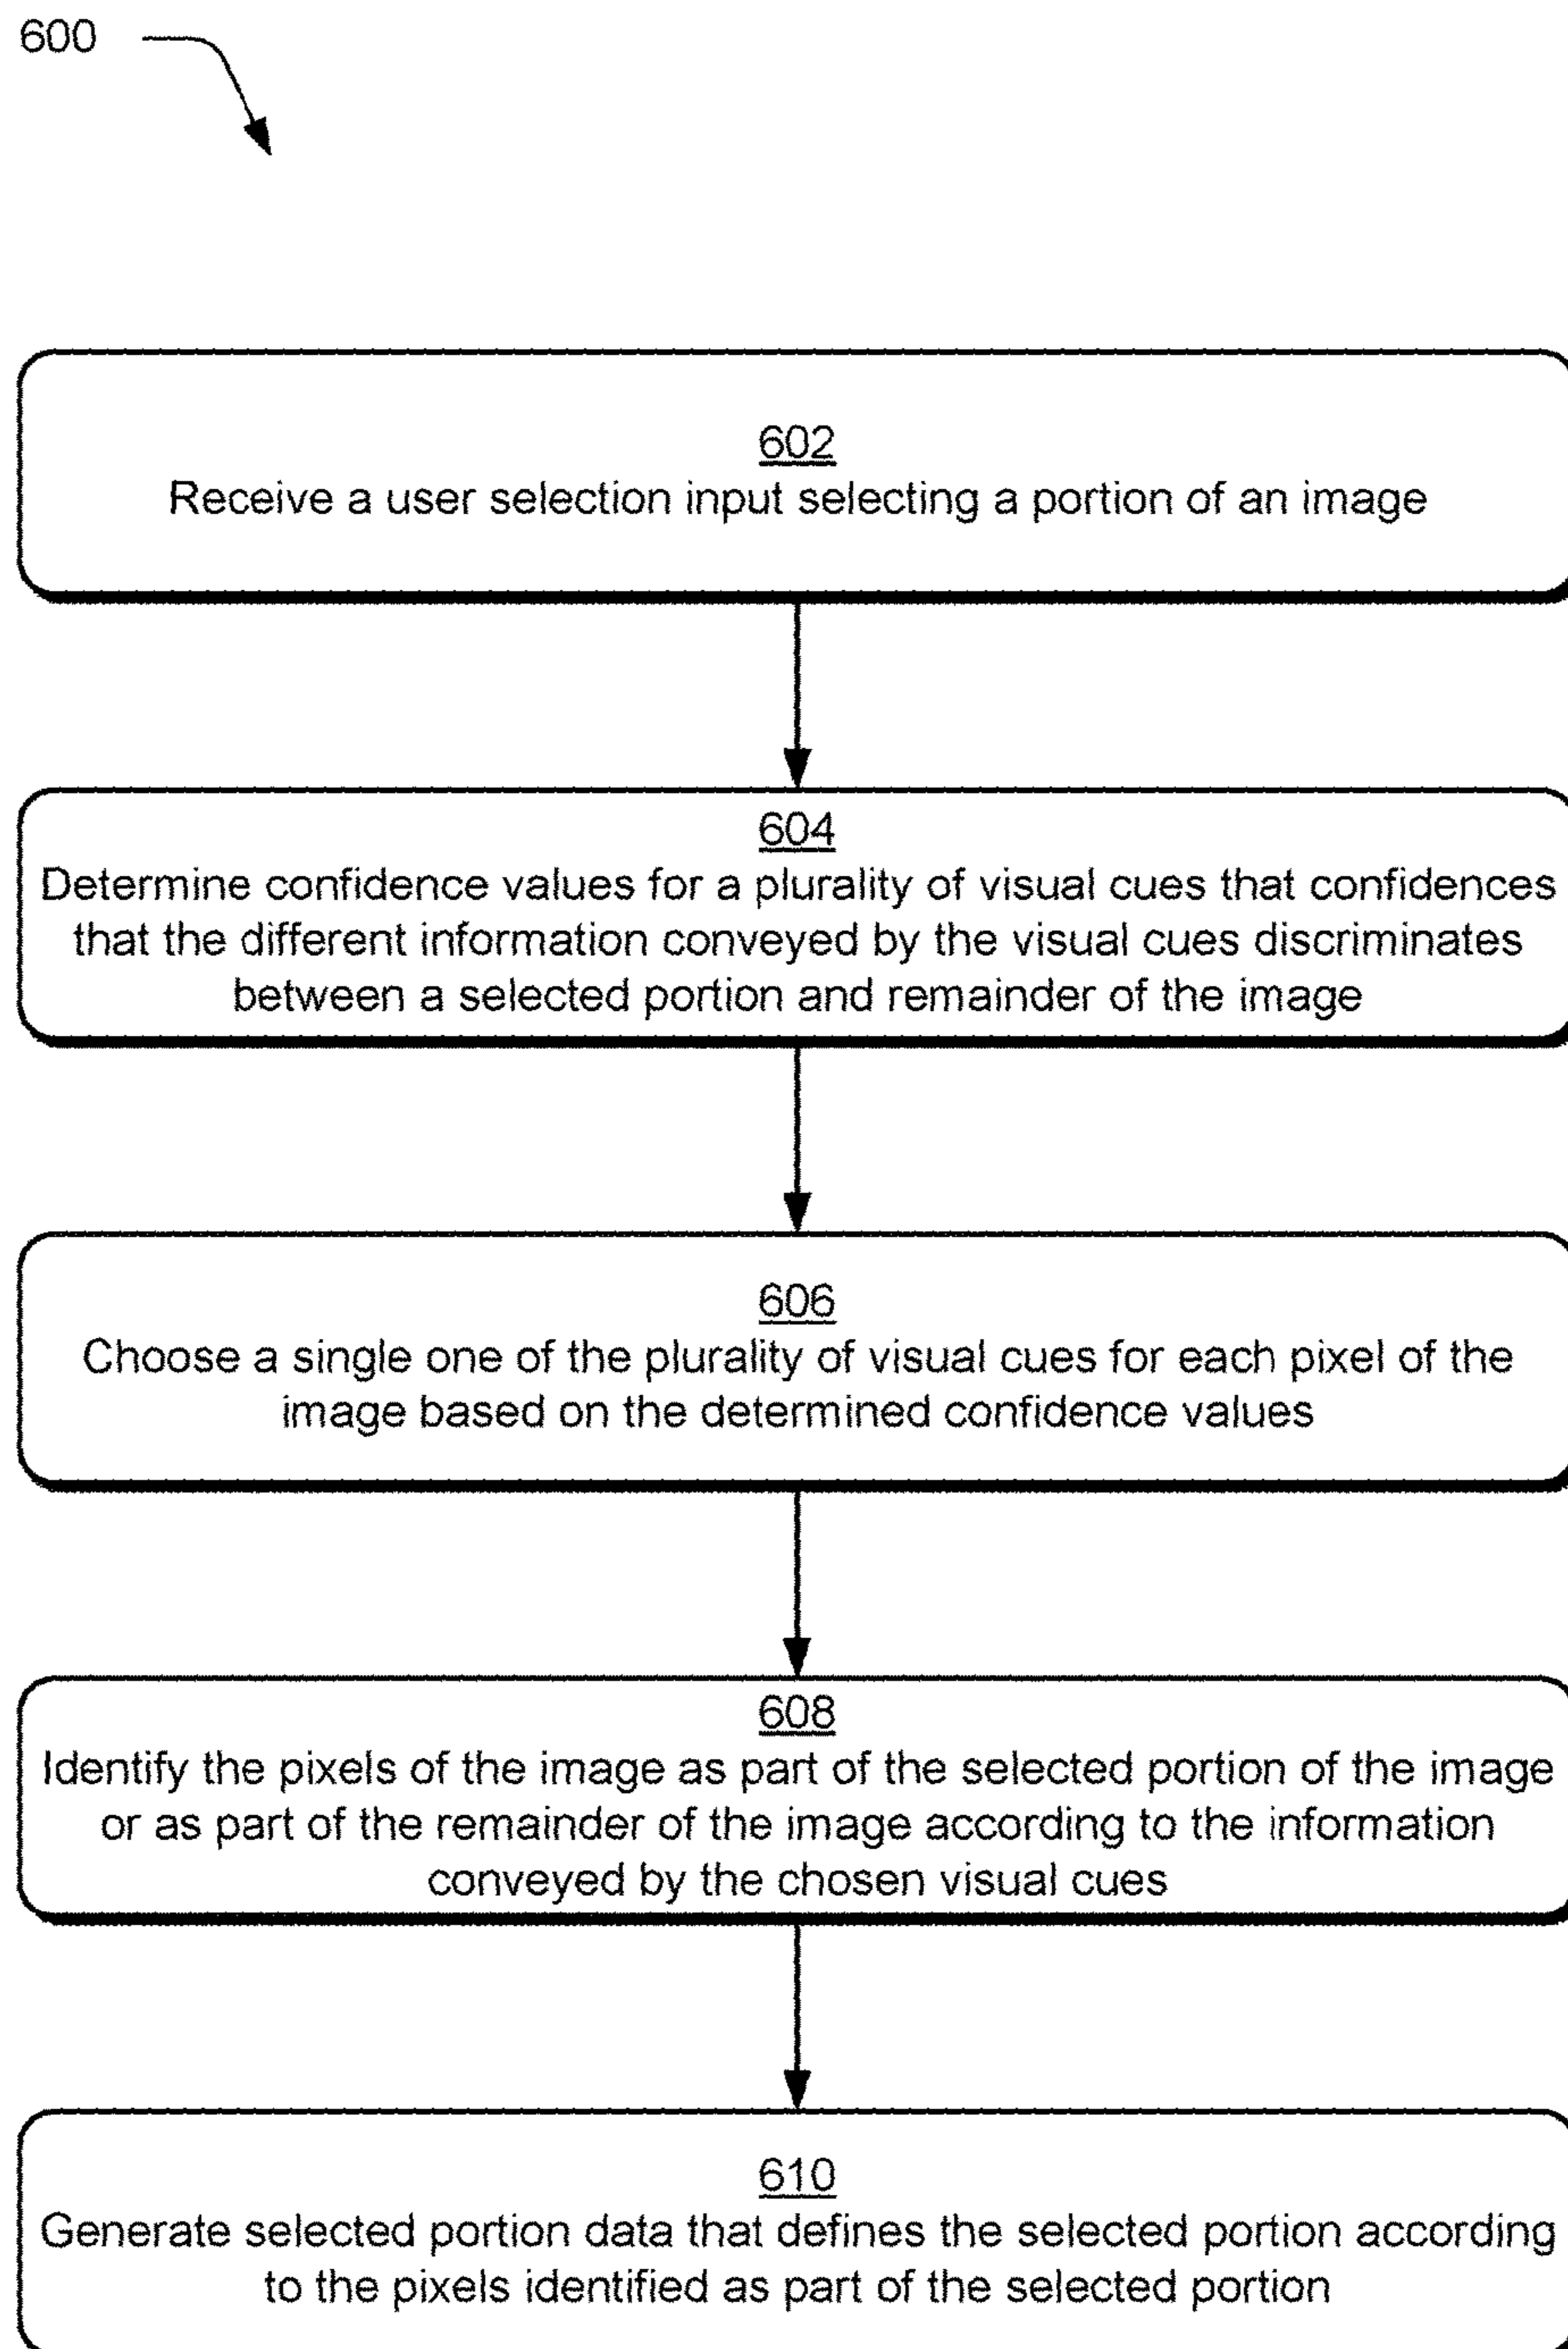 600
602
Receive a user selection input selecting a portion of an image
604
Determine confidence values for a plurality of visual cues that confidences
that the different information conveyed by the visual cues discriminates
between a selected portion and remainder of the image
606
Choose a single one of the plurality of visual cues for each pixel of the
image based on the determined confidence values
608
Identify the pixels of the image as part of the selected portion of the image
or as part of the remainder of the image according to the information
conveyed by the chosen visual cues
610
Generate selected portion data that defines the selected portion according
to the pixels identified as part of the selected portion